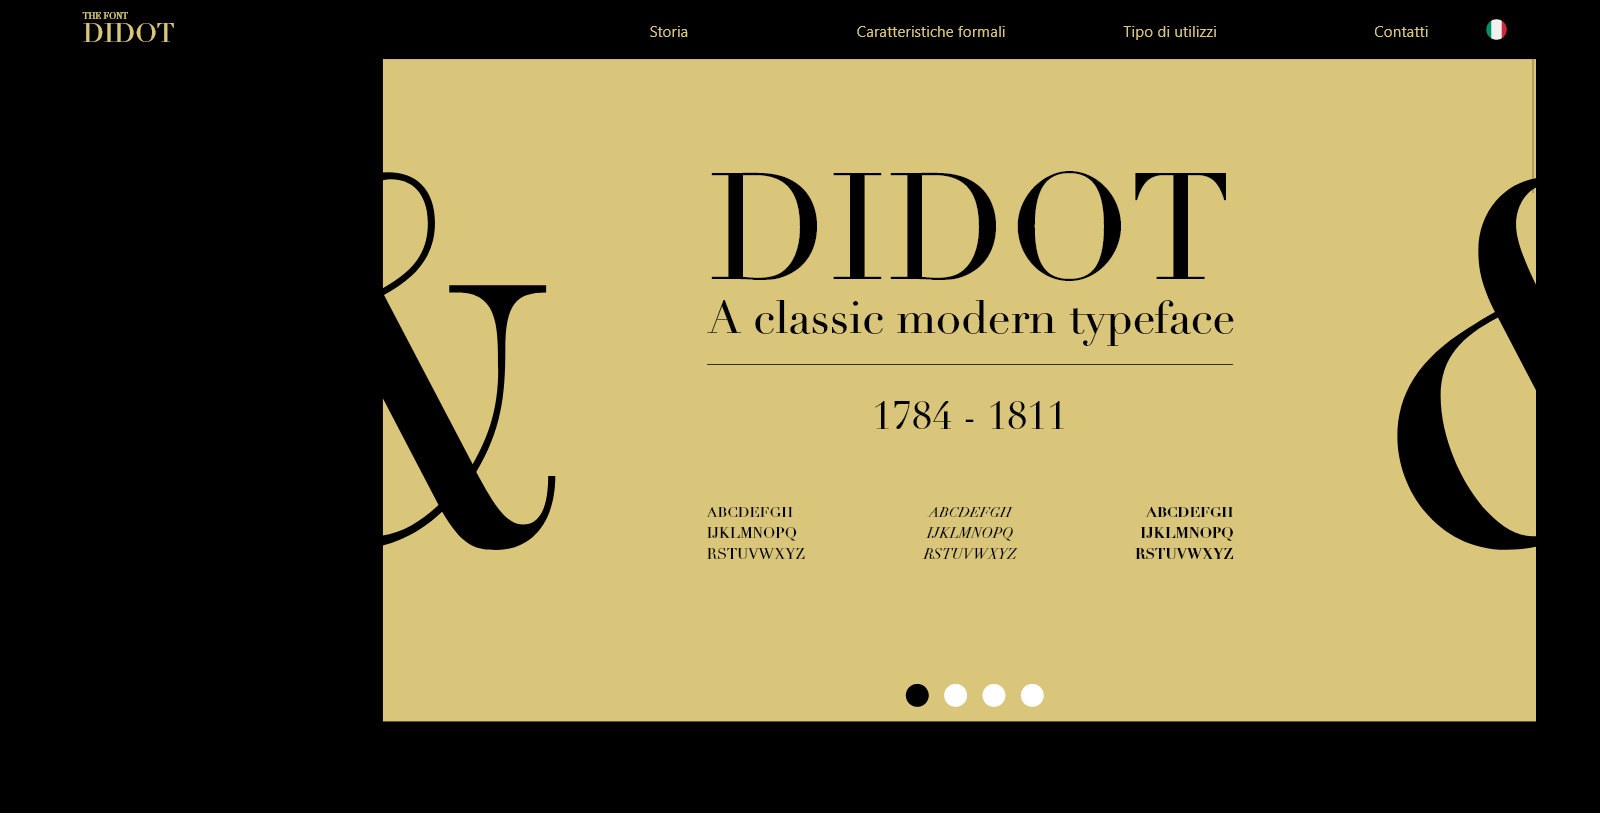 THE FONT
DIDOT
Storia
Caratteristiche formali
Tipo di utilizzi
Contatti
&
&
DIDOT
A classic modern typeface
1784 - 1811
ABCDEFGH
IJKLMNOPQ
RSTUVWXYZ
ABCDEFGH
IJKLMNOPQ
RSTUVWXYZ
ABCDEFGH
IJKLMNOPQ
RSTUVWXYZ